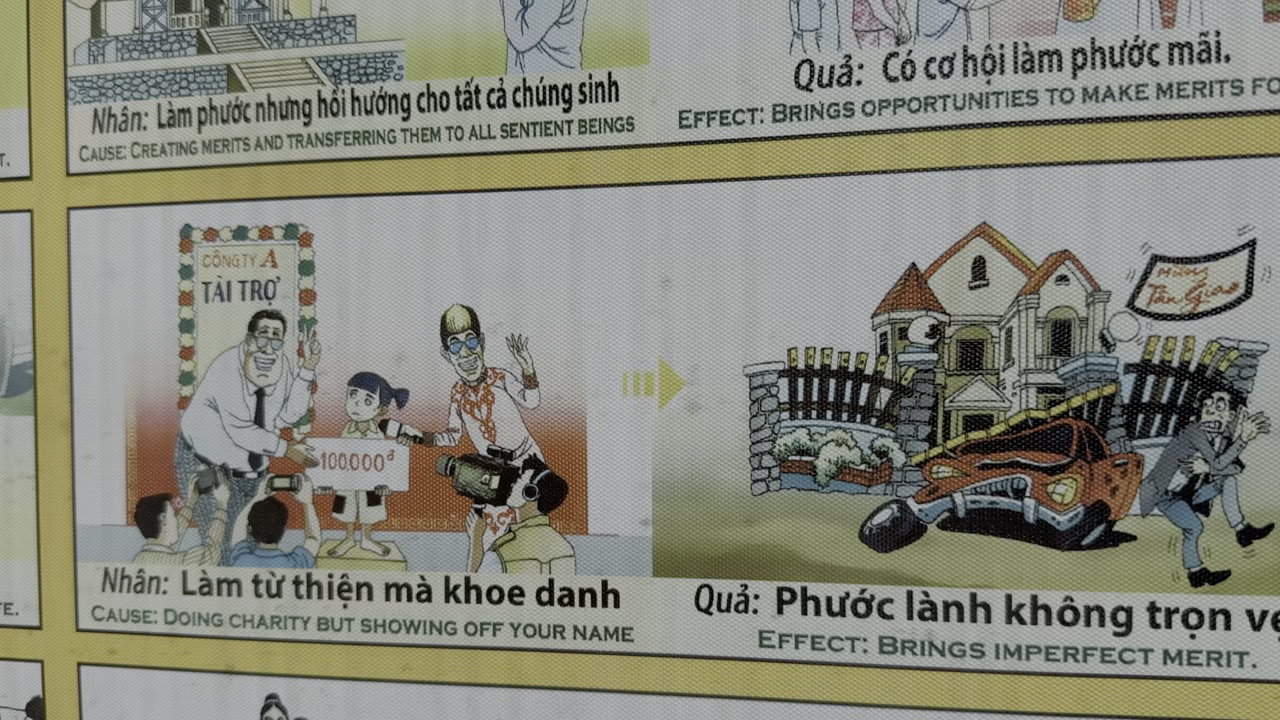 Nhân: Làm phước nhưng hồi hướng cho tất cả chúng sinh
CAUSE: CREATING MERITS AND TRANSFERRING THEM TO ALL SENTIENT BEINGS
Quả: Có cơ hội làm phước mãi.
EFFECT: BRINGS OPPORTUNITIES TO MAKE MERITS
CÔNG TY A
TÀI TRỢ
100,000đ
Mừng
Tân Giao
Nhân: Làm từ thiện mà khoe danh
CAUSE: DOING CHARITY BUT SHOWING OFF YOUR NAME
Quả: Phước lành không trọn
EFFECT: BRINGS IMPERFECT MERIT.